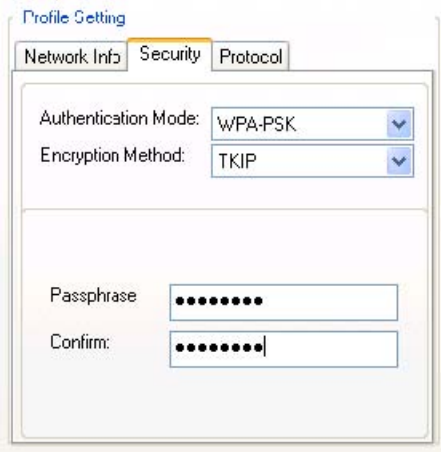 Profile Setting
Network Info Security Protocol
Authentication Mode: WPA-PSK
Encryption Method: TKIP
Passphrase ●●●●●●●●
Confirm: ●●●●●●●●